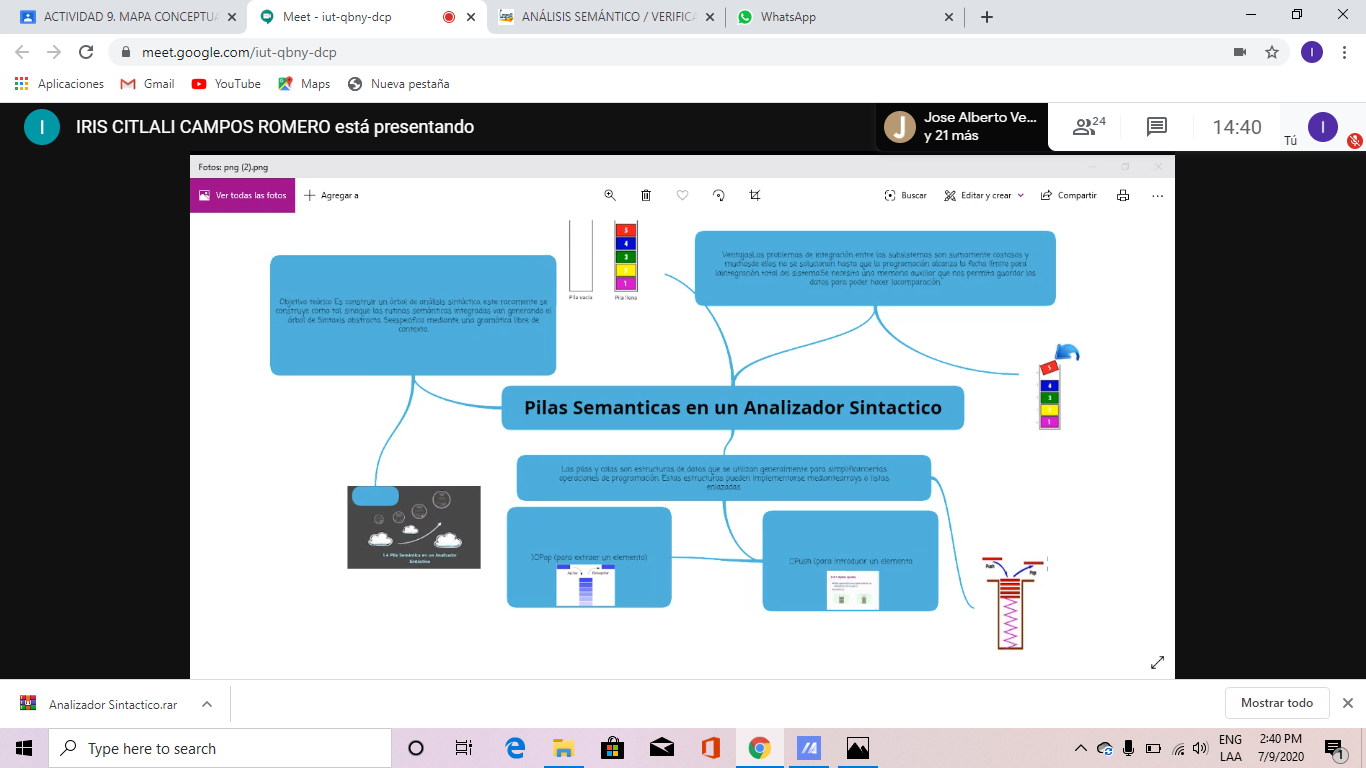 ACTIVIDAD 9. MAPA CONCEPTUA
Meet - iut-qbny-dcp
ANÁLISIS SEMÁNTICO / VERIFICA
WhatsApp
meet.google.com/iut-qbny-dcp
I
Aplicaciones
Gmail
YouTube
Maps
Nueva pestaña
I
IRIS CITLALI CAMPOS ROMERO está presentando
J
Jose Alberto Ve...
y 21 más
24
14:40
Tú
I
Fotos: png (2).png
Ver todas las fotos
Agregar a
Buscar
Editar y crear
Compartir
5
4
3
2
1
Pila vacía
Pila llena
VentajasLos problemas de integración entre los subsistemas son sumamente costosos y
muchosde ellos no se solucionan hasta que la programación alcanza la fecha límite para
laintegración total del sistema.Se necesita una memoria auxiliar que nos permita guardar los
datos para poder hacer lacomparación.
Objetivo teórico Es construir un árbol de análisis sintáctico, este raramente se
construye como tal, sinoque las rutinas semánticas integradas van generando el
árbol de Sintaxis abstracta. Seespecifica mediante una gramática libre de
contexto.
5
4
3
2
1
Pilas Semanticas en un Analizador Sintactico
Las pilas y colas son estructuras de datos que se utilizan generalmente para simplificarciertas
operaciones de programación. Estas estructuras pueden implementarse mediantearrays o listas
enlazadas.
1.4 Pila Semántica en un Analizador
Sintáctico
Pop (para extraer un elemento)
Apilar
Desapilar
Push (para introducir un elemento
Push
Pop
Analizador Sintactico.rar
Mostrar todo
Type here to search
ENG
LAA
2:40 PM
7/9/2020
1